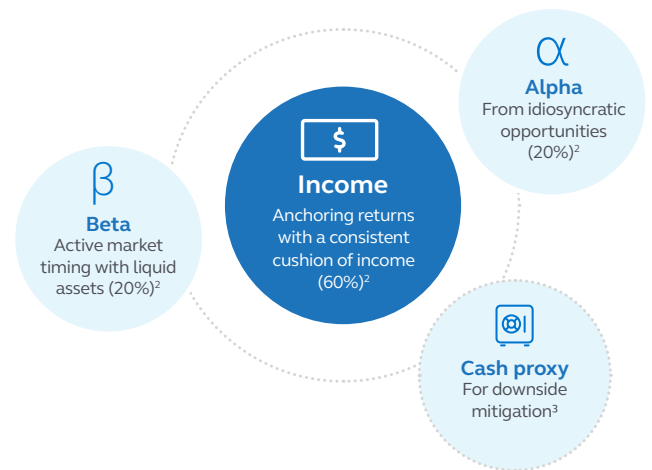 α
Alpha
From idiosyncratic
opportunities
(20%)²
$
Income
Anchoring returns
with a consistent
cushion of income
(60%)²
β
Beta
Active market
timing with liquid
assets (20%)²
Cash proxy
For downside
mitigation³